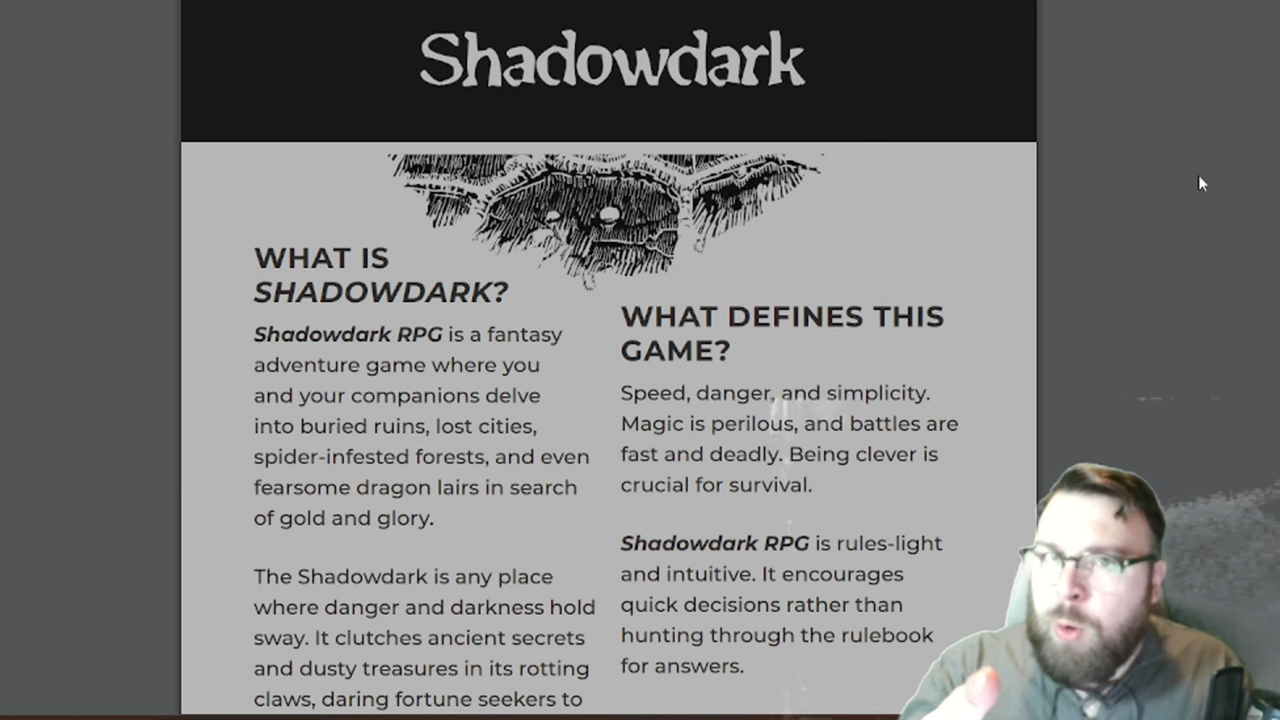 Shadowdark
WHAT IS
SHADOWDARK?
Shadowdark RPG is a fantasy
adventure game where you
and your companions delve
into buried ruins, lost cities,
spider-infested forests, and even
fearsome dragon lairs in search
of gold and glory.
The Shadowdark is any place
where danger and darkness hold
sway. It clutches ancient secrets
and dusty treasures in its rotting
claws, daring fortune seekers to
WHAT DEFINES THIS
GAME?
Speed, danger, and simplicity.
Magic is perilous, and battles are
fast and deadly. Being clever is
crucial for survival.
Shadowdark RPG is rules-light
and intuitive. It encourages
quick decisions rather than
hunting through the rulebook
for answers.